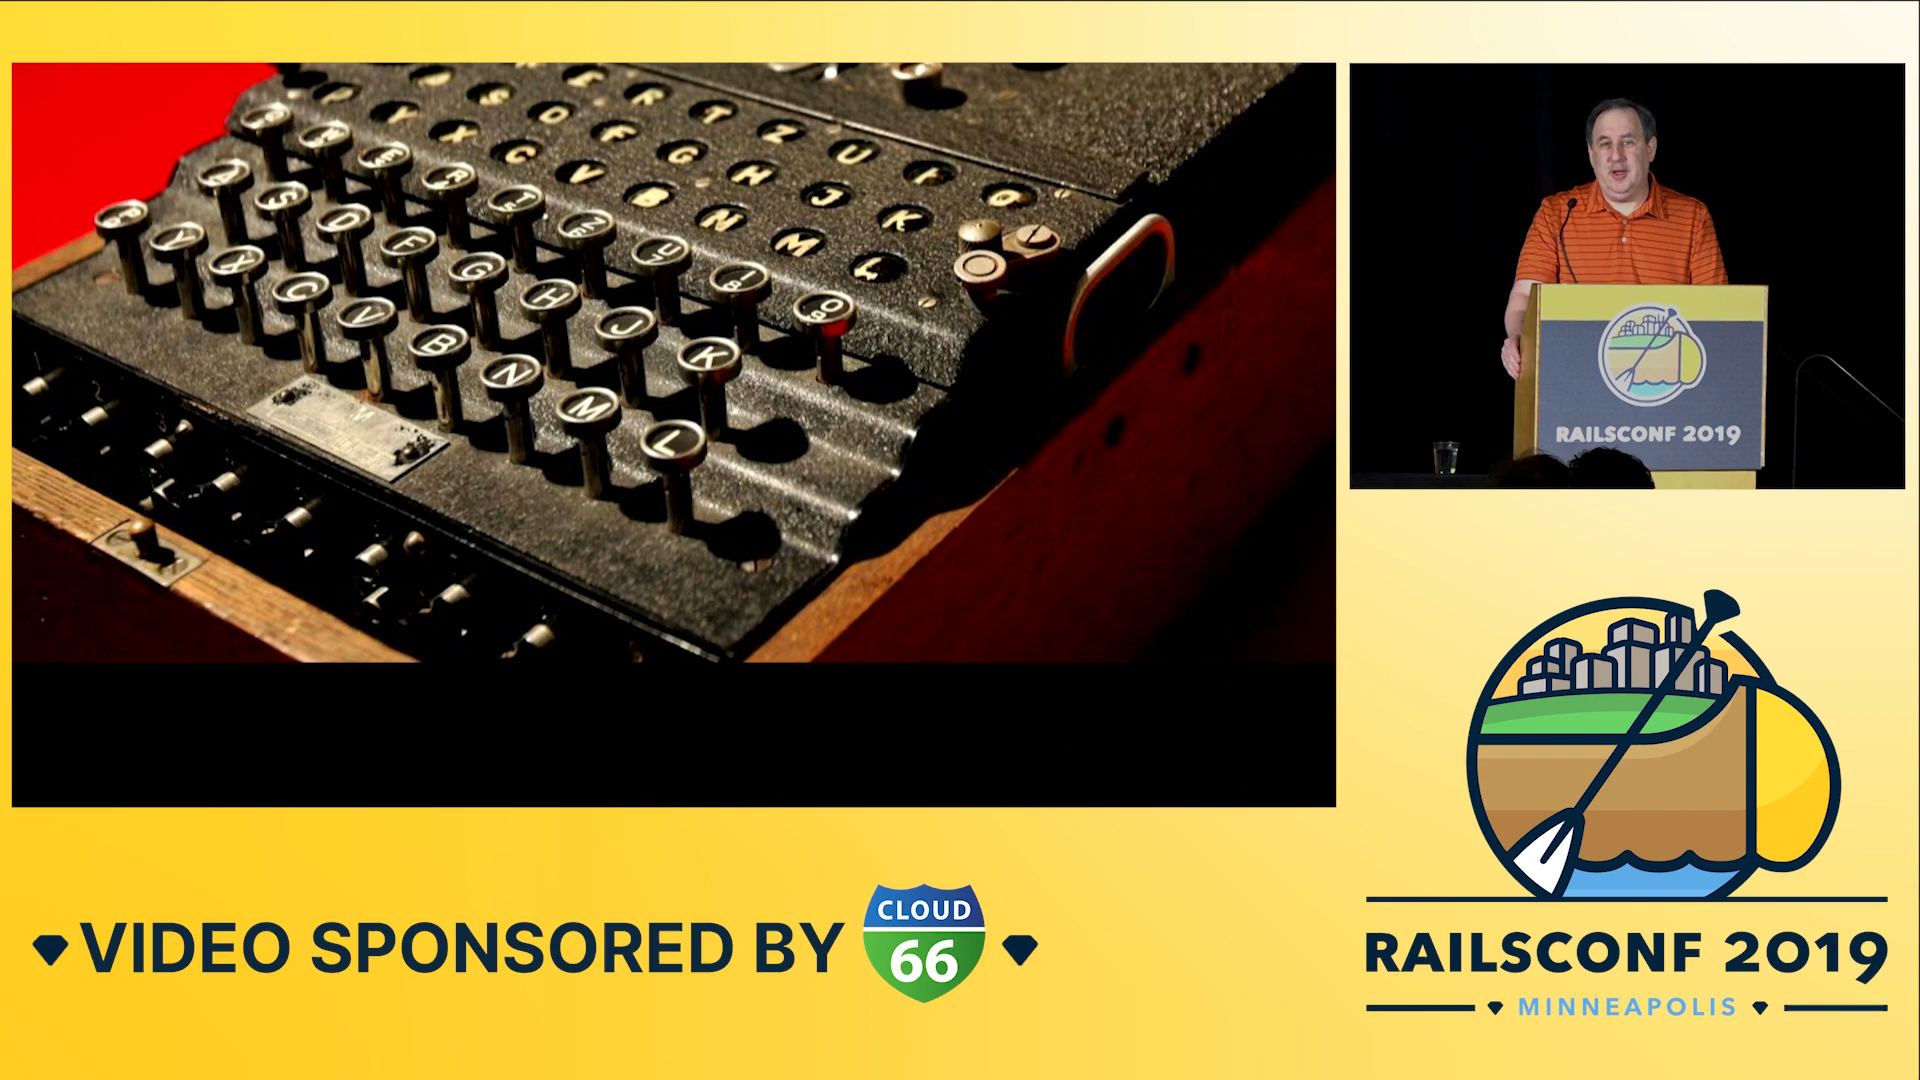 P Y X C V B N M L
S O F G H J K
E R T Z U I O
W E R T Z U I O
A S D F G H J K
P Y X C V B N M L
RAILSCONF 2019
VIDEO SPONSORED BY
CLOUD
66
RAILSCONF 2019
MINNEAPOLIS